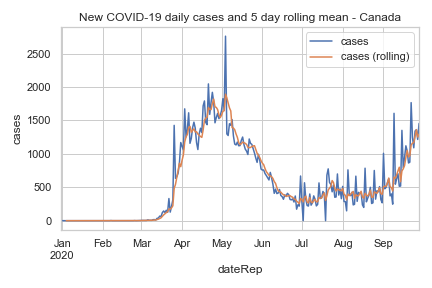 New COVID-19 daily cases and 5 day rolling mean - Canada
cases
cases (rolling)
2500
2000
1500
1000
500
0
cases
Jan Feb Mar Apr May Jun Jul Aug Sep
2020
dateRep